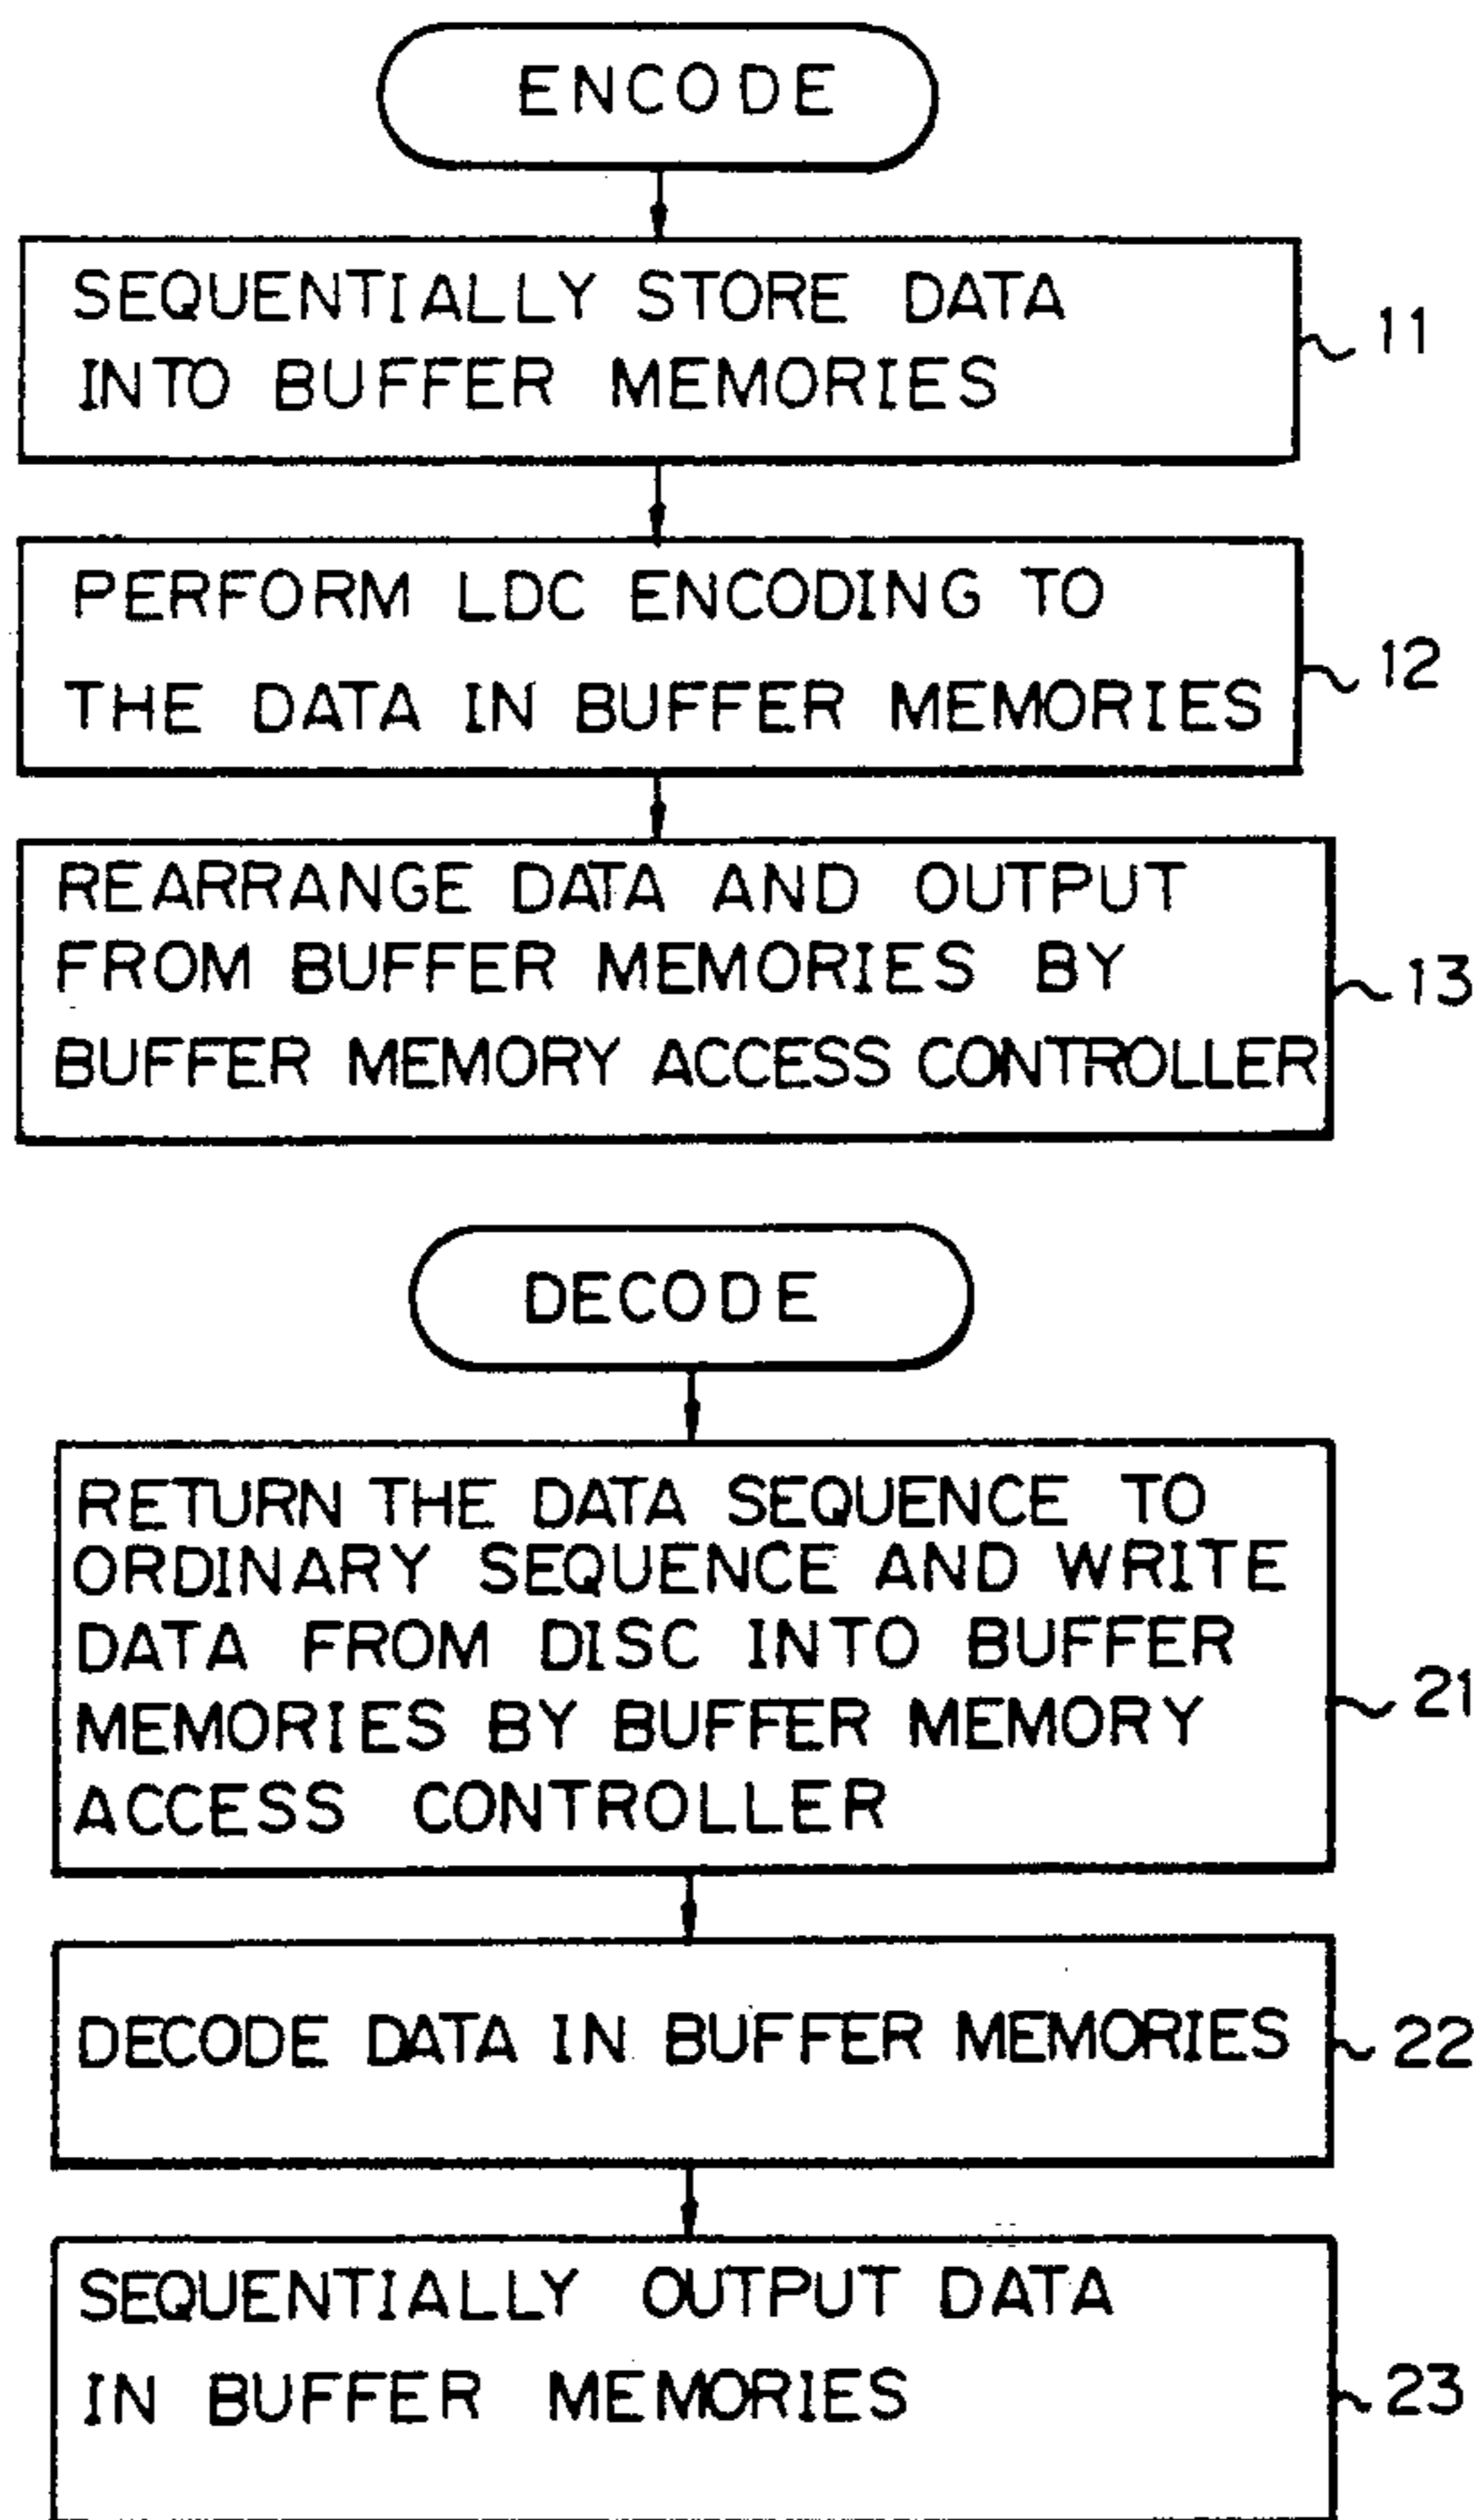 ENCODE
SEQUENTIALLY STORE DATA
INTO BUFFER MEMORIES
11
PERFORM LDC ENCODING TO
THE DATA IN BUFFER MEMORIES
12
REARRANGE DATA AND OUTPUT
FROM BUFFER MEMORIES BY
BUFFER MEMORY ACCESS CONTROLLER
13
DECODE
RETURN THE DATA SEQUENCE TO
ORDINARY SEQUENCE AND WRITE
DATA FROM DISC INTO BUFFER
MEMORIES BY BUFFER MEMORY
ACCESS CONTROLLER
21
DECODE DATA IN BUFFER MEMORIES
22
SEQUENTIALLY OUTPUT DATA
IN BUFFER MEMORIES
23